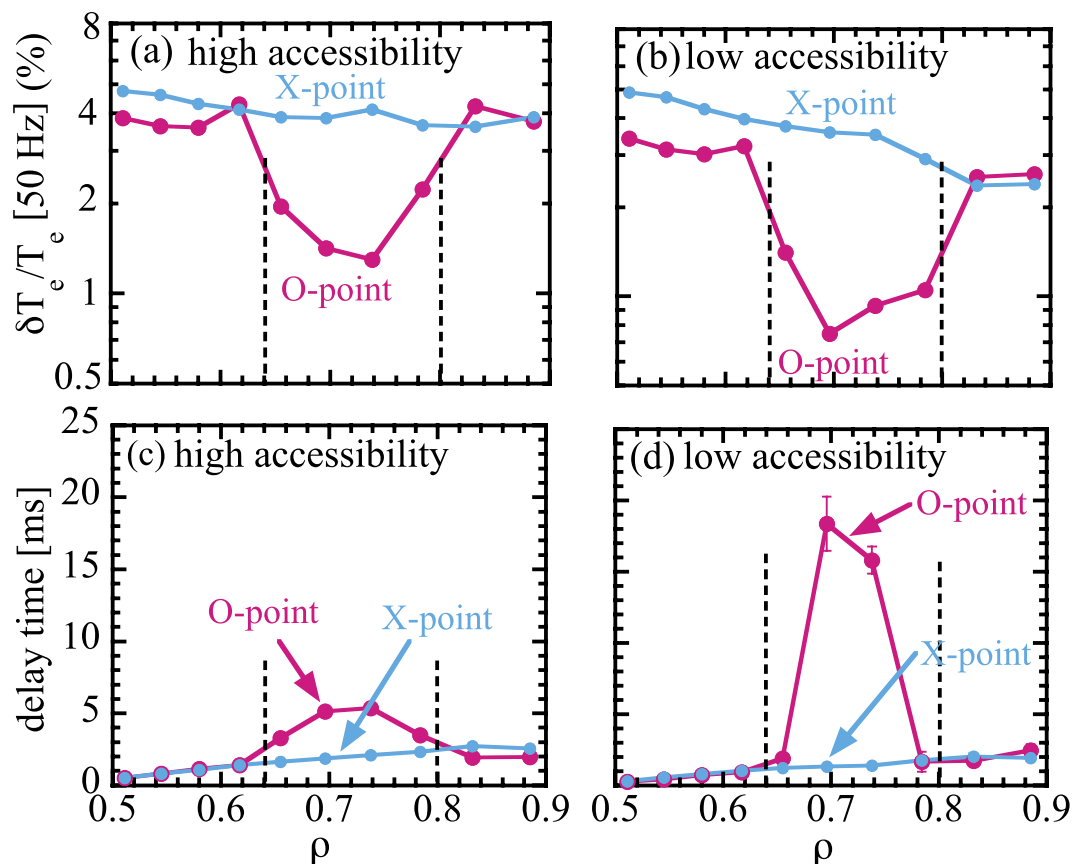 8
4
2
1
0.5
δT_e/T_e [50 Hz] (%)
(a) high accessibility
X-point
O-point
(b) low accessibility
X-point
O-point
25
20
15
10
5
0
delay time [ms]
(c) high accessibility
O-point
X-point
0.5 0.6 0.7 0.8 0.9
ρ
(d) low accessibility
O-point
X-point
0.5 0.6 0.7 0.8 0.9
ρ